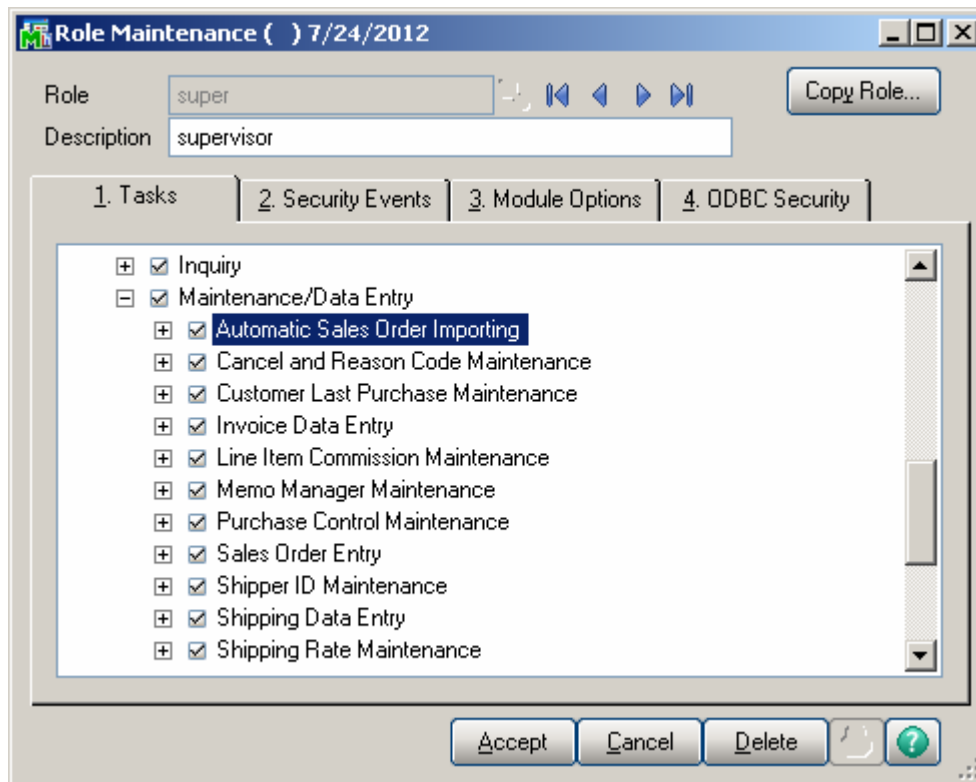 Role Maintenance ( ) 7/24/2012
Role super Copy Role...
Description supervisor
1. Tasks 2. Security Events 3. Module Options 4. ODBC Security
Inquiry
Maintenance/Data Entry
Automatic Sales Order Importing
Cancel and Reason Code Maintenance
Customer Last Purchase Maintenance
Invoice Data Entry
Line Item Commission Maintenance
Memo Manager Maintenance
Purchase Control Maintenance
Sales Order Entry
Shipper ID Maintenance
Shipping Data Entry
Shipping Rate Maintenance
Accept Cancel Delete ?